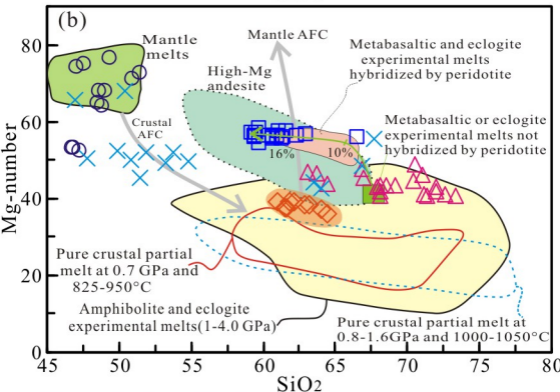 (b)
Mantle
melts
Mantle AFC
High-Mg
andesite
Metabasaltic and eclogite
experimental melts
hybridized by peridotite
Crustal
AFC
Metabasaltic or eclogite
experimental melts not
hybridized by peridotite
16%
10%
Pure crustal partial
melt at 0.7 GPa and
825-950°C
Amphibolite and eclogite
experimental melts(1-4.0 GPa)
Pure crustal partial melt at
0.8-1.6GPa and 1000-1050°C
Mg-number
80
60
40
20
0
45
50
55
60
65
70
75
80
SiO2